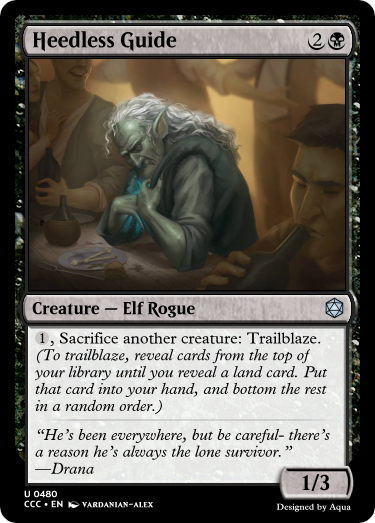 Heedless Guide 2
Creature — Elf Rogue
1, Sacrifice another creature: Trailblaze.
(To trailblaze, reveal cards from the top of
your library until you reveal a land card. Put
that card into your hand, and bottom the rest
in a random order.)
“He’s been everywhere, but be careful- there’s
a reason he’s always the lone survivor.”
—Drana
1/3
U 0480
CCC • EN VARDANIAN-ALEX
Designed by Aqua